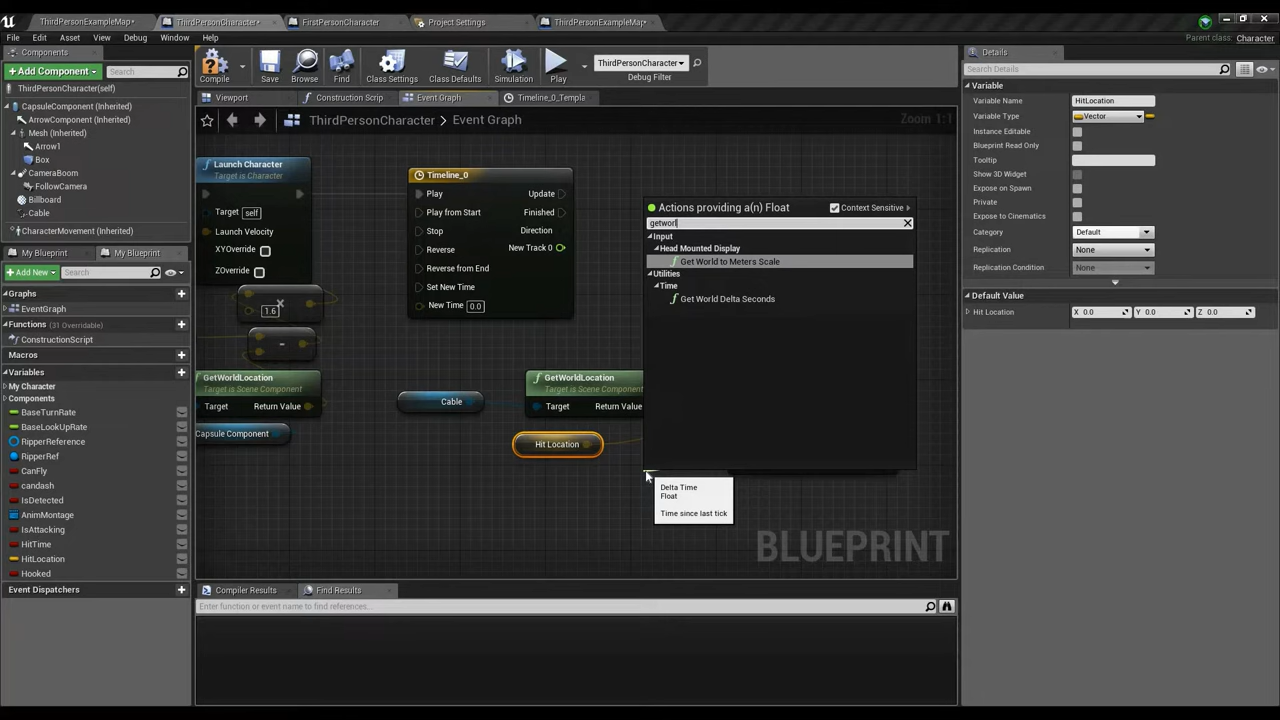 ThirdPersonExampleMap•
ThirdPersonCharacter•
FirstPersonCharacter
Project Settings
ThirdPersonExampleMap•
File Edit Asset View Debug Window Help
Parent class: Character
Components
+ Add Component
Search
ThirdPersonCharacter(self)
CapsuleComponent (Inherited)
ArrowComponent (Inherited)
Mesh (Inherited)
Arrow1
Box
CameraBoom (Inherited)
FollowCamera
Billboard
Cable
CharacterMovement (Inherited)
My Blueprint
My Blueprint
+ Add New
Search
Graphs
EventGraph
Functions (31 Overridable)
ConstructionScript
Macros
Variables
My Character
Components
BaseTurnRate
BaseLookUpRate
RipperReference
RipperRef
CanFly
candash
IsDetected
AnimMontage
IsAttacking
HitTime
HitLocation
Hooked
Event Dispatchers
Compile
Save
Browse
Find
Class Settings
Class Defaults
Simulation
Play
ThirdPersonCharacter
Debug Filter
Viewport
Construction Scrip
Event Graph
Timeline_0_Templa
ThirdPersonCharacter > Event Graph
Zoom 1:1
Launch Character
Target is Character
Target self
Launch Velocity
XYOverride
ZOverride
1.6
GetWorldLocation
Target is Scene Component
Target Return Value
Capsule Component
Timeline_0
Play Update
Play from Start Finished
Stop Direction
Reverse New Track 0
Reverse from End
Set New Time
New Time 0.0
Cable
GetWorldLocation
Target is Scene Component
Target Return Value
Hit Location
Actions providing a(n) Float
Context Sensitive
getworl
Input
Head Mounted Display
Get World to Meters Scale
Utilities
Time
Get World Delta Seconds
Delta Time
Float
Time since last tick
BLUEPRINT
Compiler Results
Find Results
Enter function or event name to find references...
Details
Search Details
Variable
Variable Name HitLocation
Variable Type Vector
Instance Editable
Blueprint Read Only
Tooltip
Show 3D Widget
Expose on Spawn
Private
Expose to Cinematics
Category Default
Replication None
Replication Condition None
Default Value
Hit Location X 0.0 Y 0.0 Z 0.0